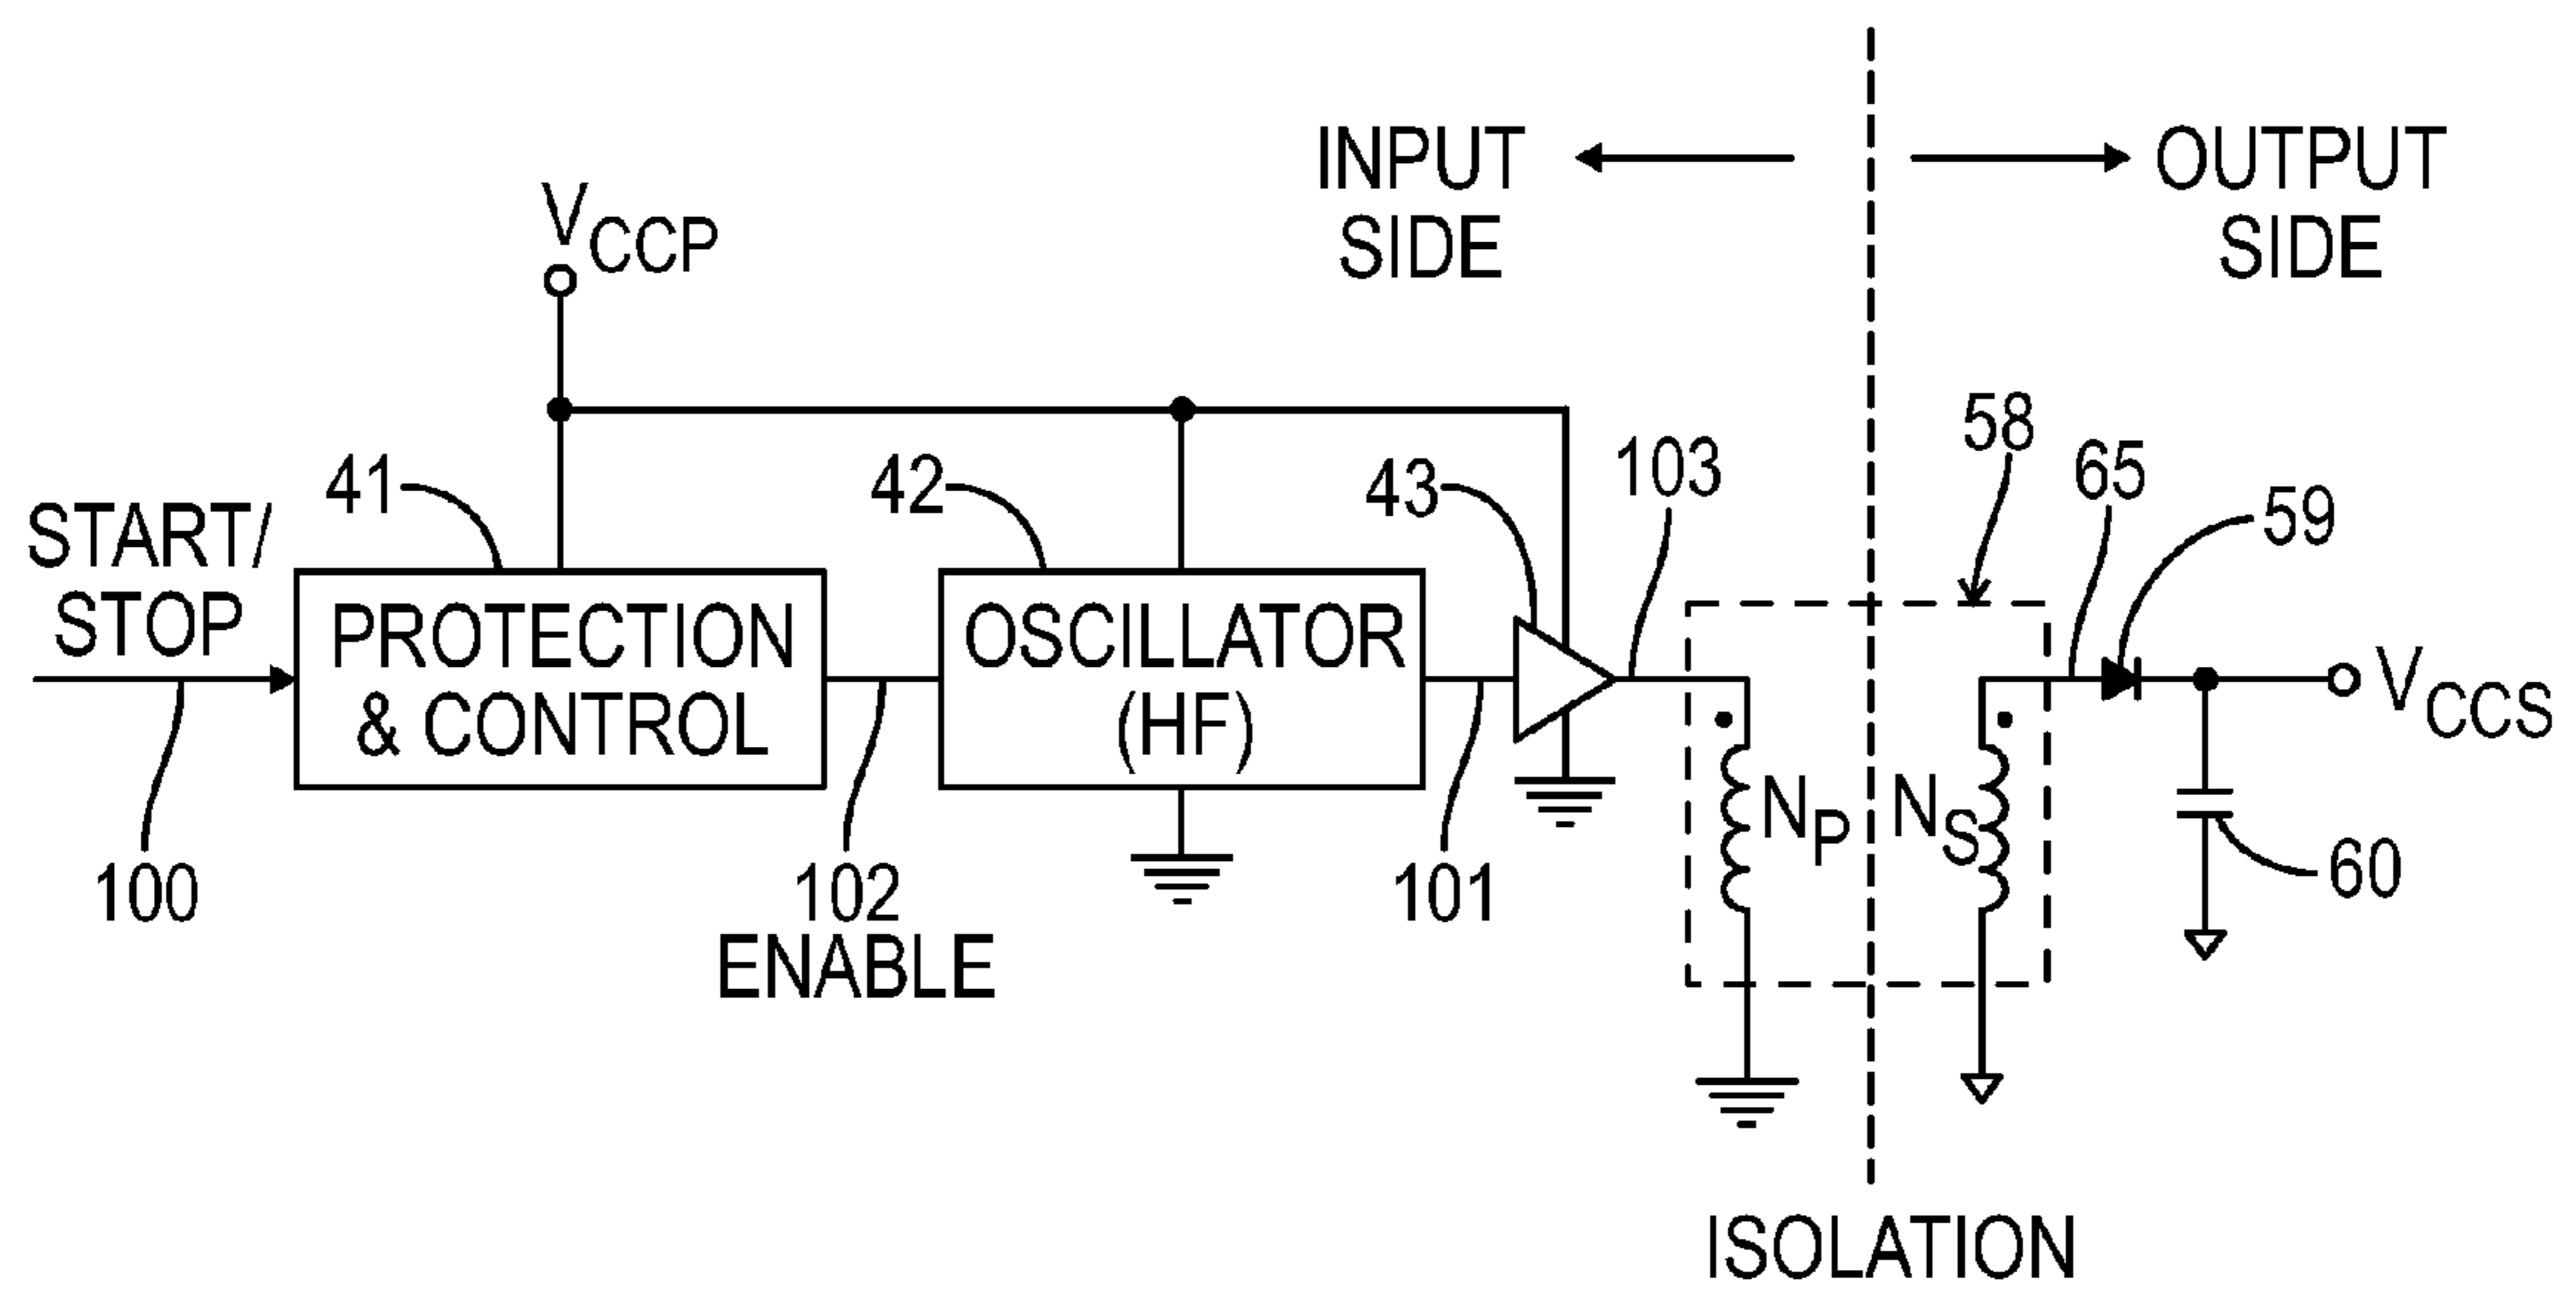 INPUT
SIDE
OUTPUT
SIDE
VCCP
START/
STOP
41
42
43
103
58
65
59
PROTECTION
& CONTROL
OSCILLATOR
(HF)
VCCS
NP
NS
100
102
ENABLE
101
60
ISOLATION